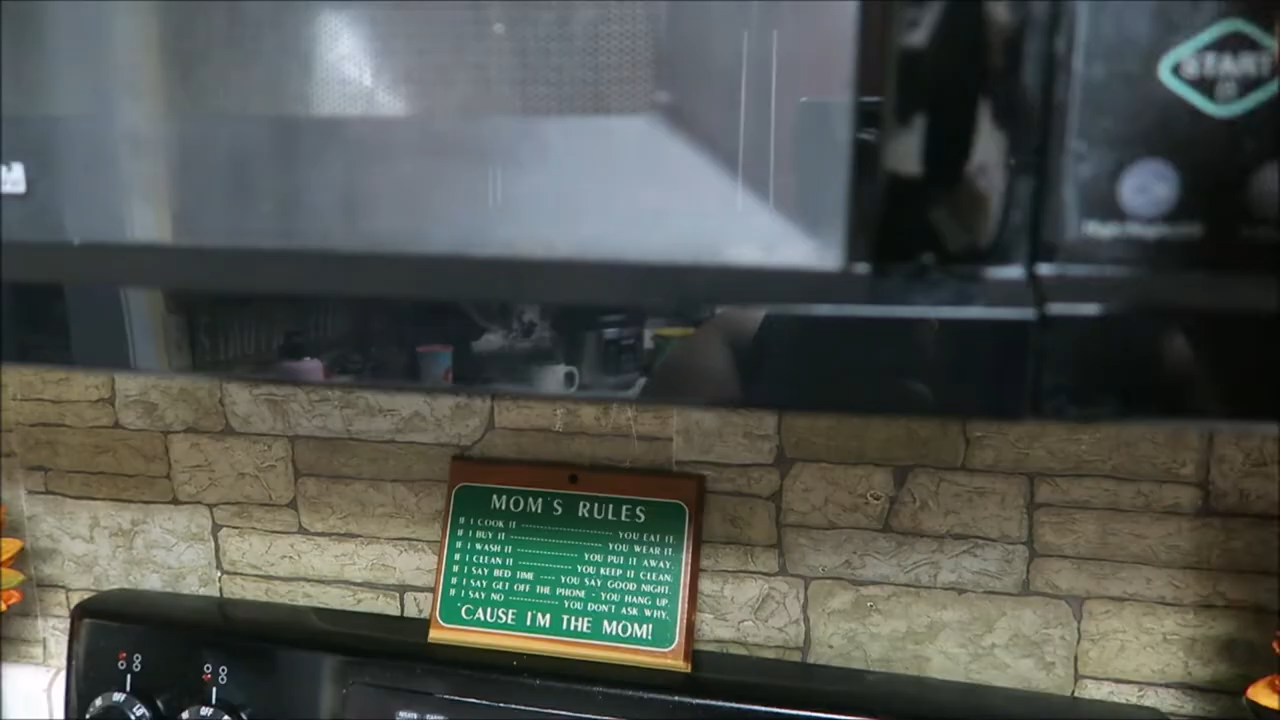 START
MOM'S RULES
IF I COOK IT ---------------------- YOU EAT IT.
IF I BUY IT ---------------------- YOU WEAR IT.
IF I WASH IT --------------- YOU PUT IT AWAY.
IF I CLEAN IT -------------- YOU KEEP IT CLEAN.
IF I SAY BED TIME ---- YOU SAY GOOD NIGHT.
IF I SAY GET OFF THE PHONE - YOU HANG UP.
IF I SAY NO ------------ YOU DON'T ASK WHY.
'CAUSE I'M THE MOM!
OFF
LO
OFF